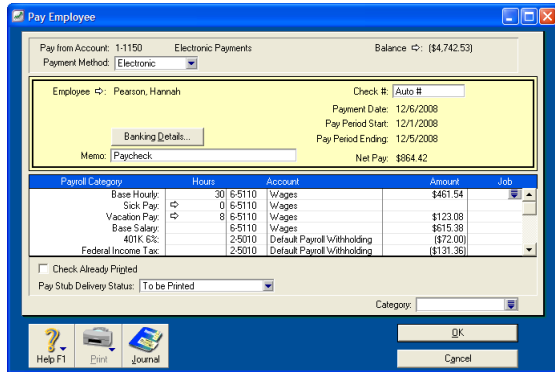 Pay Employee
Pay from Account: 1-1150 Electronic Payments Balance ⇨: ($4,742.53)
Payment Method: Electronic
Employee ⇨: Pearson, Hannah Check #: Auto #
Payment Date: 12/6/2008
Pay Period Start: 12/1/2008
Banking Details... Pay Period Ending: 12/5/2008
Memo: Paycheck Net Pay: $864.42
Payroll Category Hours Account Amount Job
Base Hourly: 30 6-5110 Wages $461.54
Sick Pay: ⇨ 0 6-5110 Wages
Vacation Pay: ⇨ 8 6-5110 Wages $123.08
Base Salary: 6-5110 Wages $615.38
401K 6%: 2-5010 Default Payroll Withholding ($72.00)
Federal Income Tax: 2-5010 Default Payroll Withholding ($131.36)
Check Already Printed
Pay Stub Delivery Status: To be Printed
Category:
Help F1 Print Journal
OK
Cancel